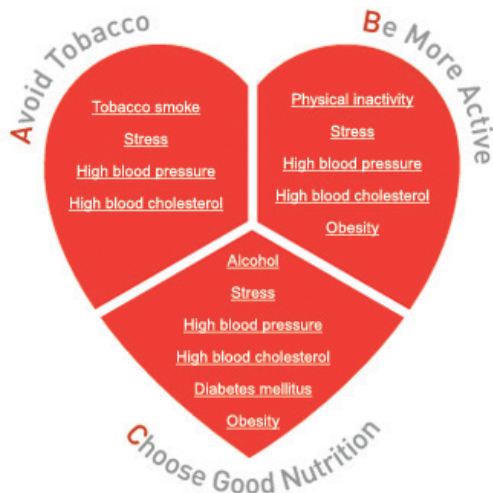 Avoid Tobacco
Tobacco smoke
Stress
High blood pressure
High blood cholesterol
Be More Active
Physical inactivity
Stress
High blood pressure
High blood cholesterol
Obesity
Alcohol
Stress
High blood pressure
High blood cholesterol
Diabetes mellitus
Obesity
Choose Good Nutrition